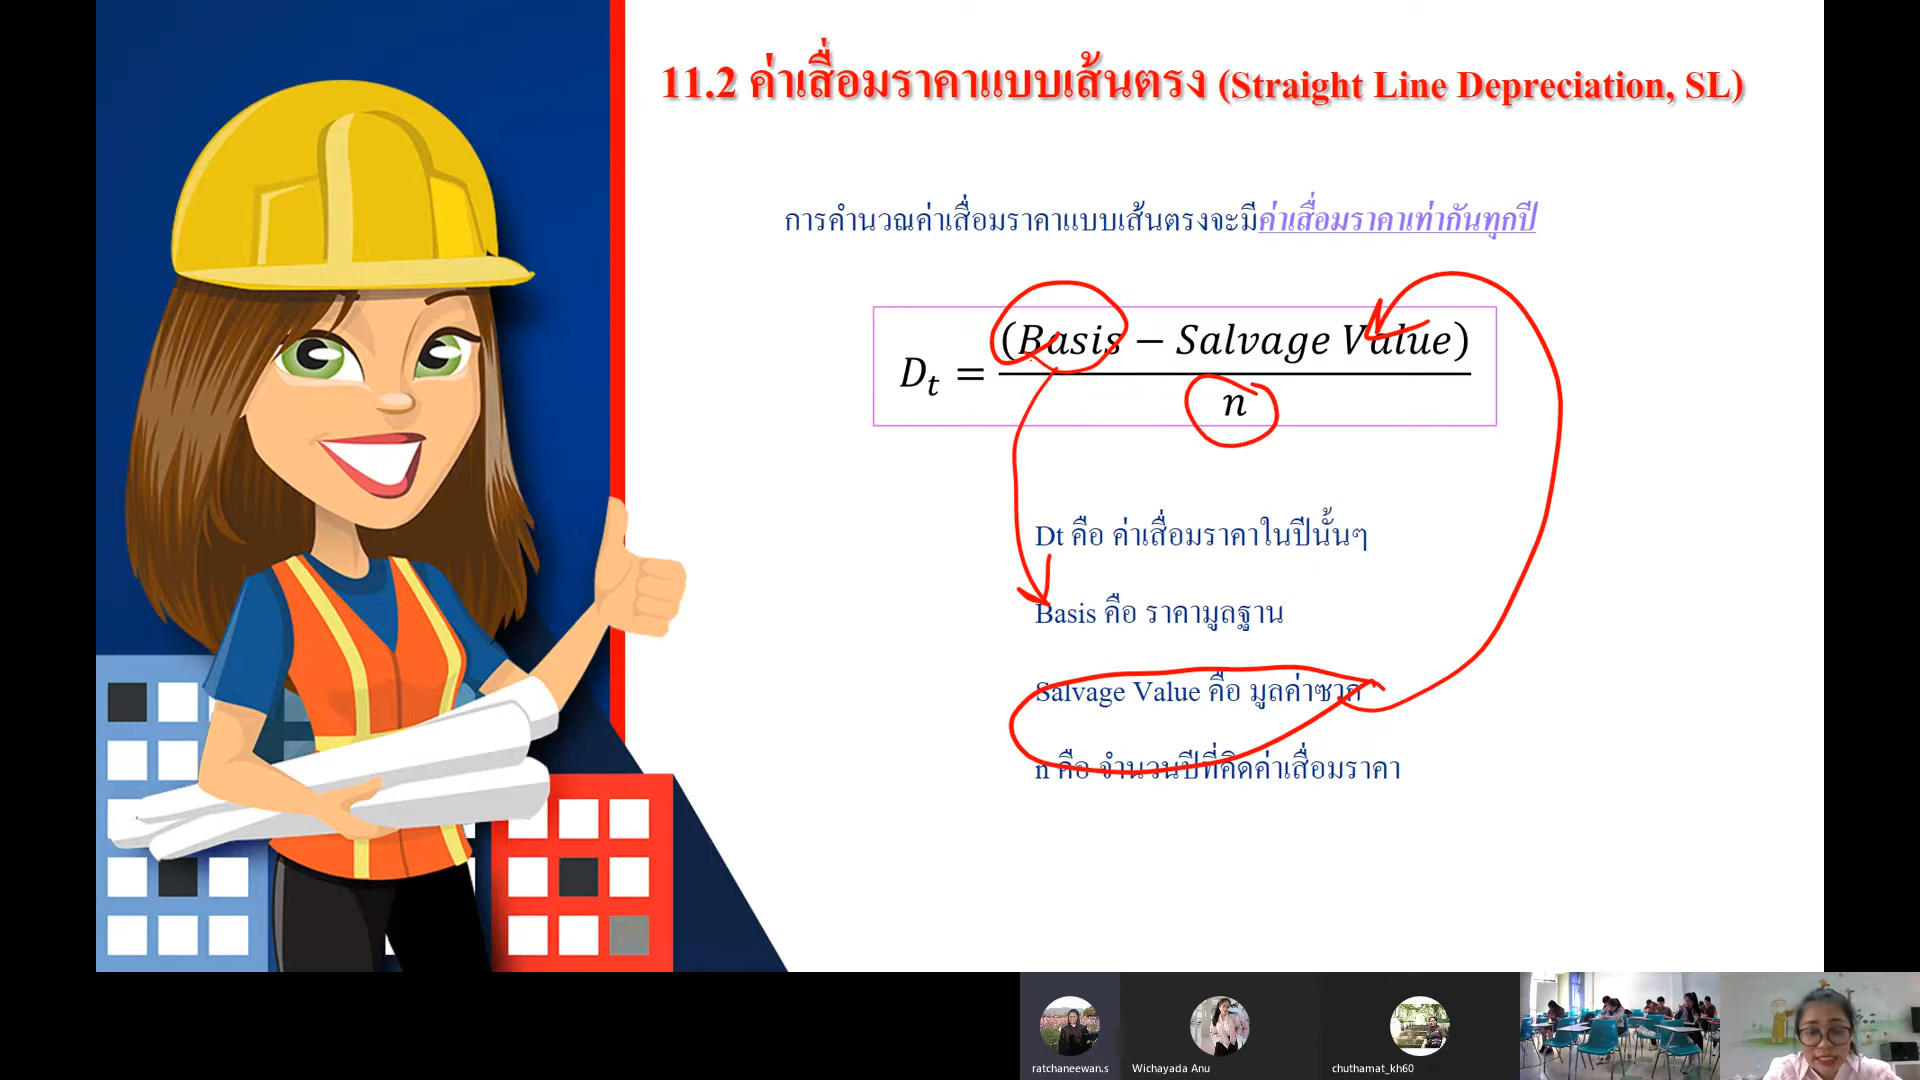 11.2 ค่าเสื่อมราคาแบบเส้นตรง (Straight Line Depreciation, SL)
การคำนวณค่าเสื่อมราคาแบบเส้นตรงจะมีค่าเสื่อมราคาเท่ากันทุกปี
(Basis − Salvage Value)
Dt =
n
Dt คือ ค่าเสื่อมราคาในปีนั้นๆ
Basis คือ ราคามูลฐาน
Salvage Value คือ มูลค่าซาก
n คือ จำนวนปีที่คิดค่าเสื่อมราคา
ratchaneewan.s
Wichayada Anu
chuthamat_kh60